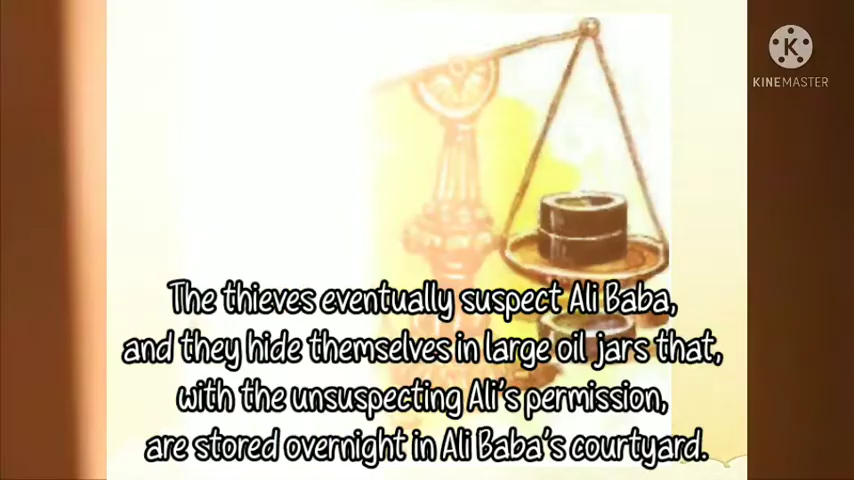 K
KINEMASTER
The thieves eventually suspect Ali Baba,
and they hide themselves in large oil jars that,
with the unsuspecting Ali's permission,
are stored overnight in Ali Baba's courtyard.